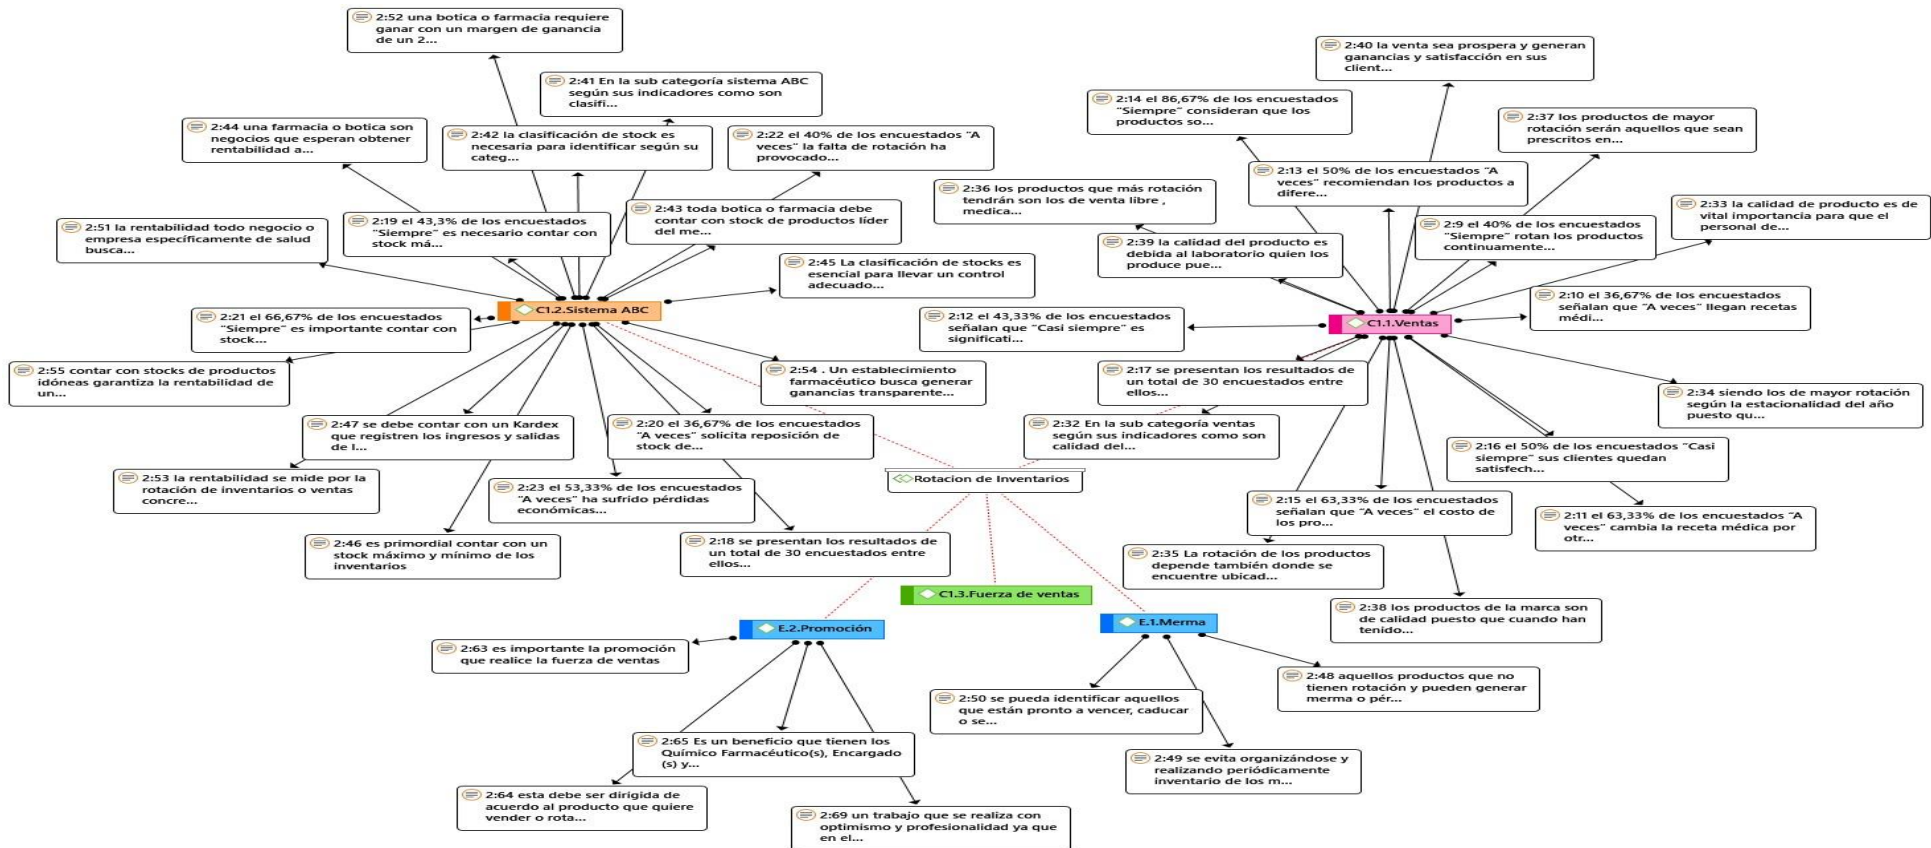 2:52 una botica o farmacia requiere
ganar con un margen de ganancia
de un 2...
2:41 En la sub categoría sistema ABC
según sus indicadores como son
clasifi...
2:44 una farmacia o botica son
negocios que esperan obtener
rentabilidad a...
2:42 la clasificación de stock es
necesaria para identificar según su
categ...
2:22 el 40% de los encuestados "A
veces" la falta de rotación ha
provocado...
2:51 la rentabilidad todo negocio o
empresa específicamente de salud
busca...
2:19 el 43,3% de los encuestados
"Siempre" es necesario contar con
stock má...
2:43 toda botica o farmacia debe
contar con stock de productos líder
del me...
2:45 La clasificación de stocks es
esencial para llevar un control
adecuado...
C1.2.Sistema ABC
2:21 el 66,67% de los encuestados
"Siempre" es importante contar con
stock...
2:55 contar con stocks de productos
idóneas garantiza la rentabilidad de
un...
2:54 . Un establecimiento
farmacéutico busca generar
ganancias transparente...
2:47 se debe contar con un Kardex
que registren los ingresos y salidas
de l...
2:20 el 36,67% de los encuestados
"A veces" solicita reposición de
stock de...
2:53 la rentabilidad se mide por la
rotación de inventarios o ventas
concre...
2:23 el 53,33% de los encuestados
"A veces" ha sufrido pérdidas
económicas...
2:46 es primordial contar con un
stock máximo y mínimo de los
inventarios
2:18 se presentan los resultados de
un total de 30 encuestados entre
ellos...
2:40 la venta sea prospera y generan
ganancias y satisfacción en sus
client...
2:14 el 86,67% de los encuestados
"Siempre" consideran que los
productos so...
2:37 los productos de mayor
rotación serán aquellos que sean
prescritos en...
2:13 el 50% de los encuestados "A
veces" recomiendan los productos a
difere...
2:36 los productos que más rotación
tendrán son los de venta libre ,
medica...
2:33 la calidad de producto es de
vital importancia para que el
personal de...
2:9 el 40% de los encuestados
"Siempre" rotan los productos
continuamente...
2:39 la calidad del producto es
debida al laboratorio quien los
produce pue...
2:10 el 36,67% de los encuestados
señalan que "A veces" llegan recetas
médi...
2:12 el 43,33% de los encuestados
señalan que "Casi siempre" es
significati...
C1.1.Ventas
2:17 se presentan los resultados de
un total de 30 encuestados entre
ellos...
2:34 siendo los de mayor rotación
según la estacionalidad del año
puesto qu...
2:32 En la sub categoría ventas
según sus indicadores como son
calidad del...
2:16 el 50% de los encuestados "Casi
siempre" sus clientes quedan
satisfech...
2:15 el 63,33% de los encuestados
señalan que "A veces" el costo de
los pro...
2:11 el 63,33% de los encuestados "A
veces" cambia la receta médica por
otr...
2:35 La rotación de los productos
depende también donde se
encuentre ubicad...
2:38 los productos de la marca son
de calidad puesto que cuando han
tenido...
Rotacion de Inventarios
C1.3.Fuerza de ventas
E.2.Promoción
E.1.Merma
2:63 es importante la promoción
que realice la fuerza de ventas
2:65 Es un beneficio que tienen los
Químico Farmacéutico(s), Encargado
(s) y...
2:64 esta debe ser dirigida de
acuerdo al producto que quiere
vender o rota...
2:69 un trabajo que se realiza con
optimismo y profesionalidad ya que
en el...
2:50 se pueda identificar aquellos
que están pronto a vencer, caducar
o se...
2:48 aquellos productos que no
tienen rotación y pueden generar
merma o pér...
2:49 se evita organizándose y
realizando periódicamente
inventario de los m...